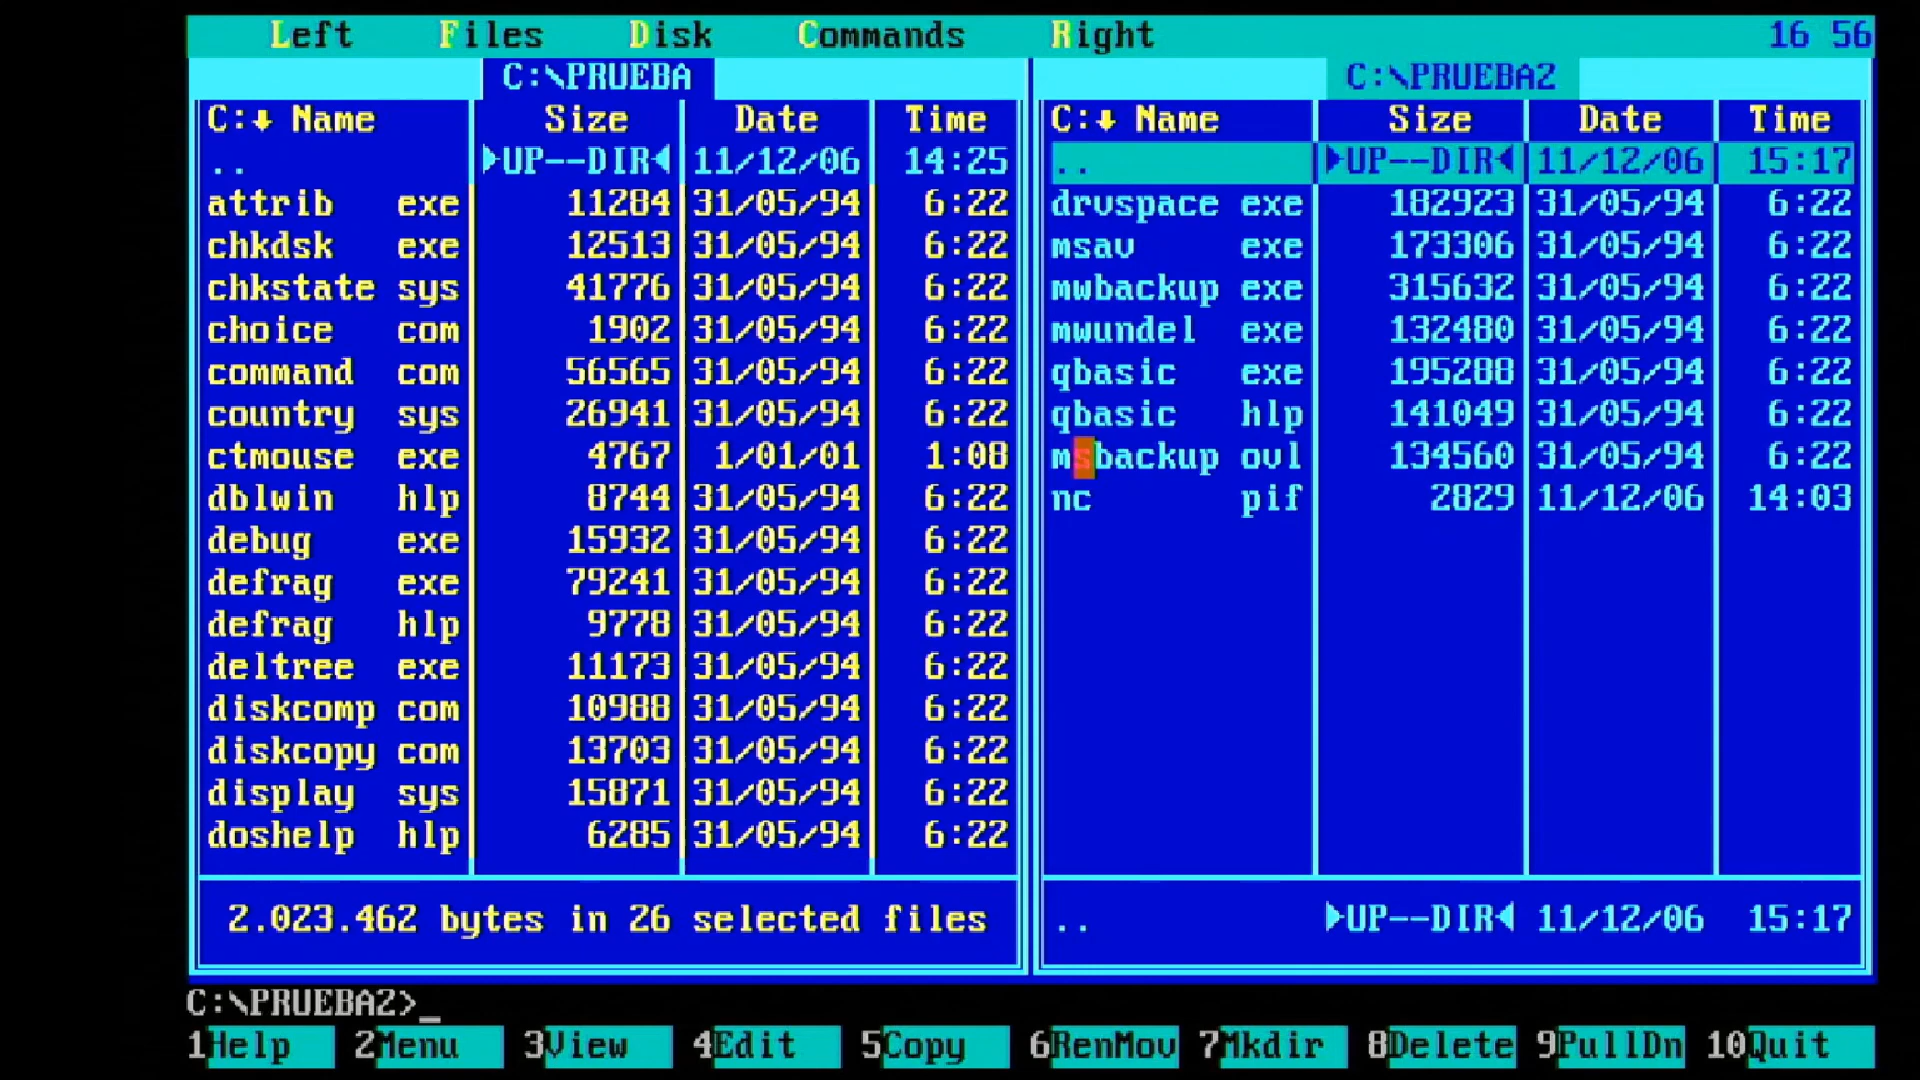 Left Files Disk Commands Right 16 56
C:\PRUEBA
C:↓ Name Size Date Time
.. ►UP--DIR◄ 11/12/06 14:25
attrib exe 11284 31/05/94 6:22
chkdsk exe 12513 31/05/94 6:22
chkstate sys 41776 31/05/94 6:22
choice com 1902 31/05/94 6:22
command com 56565 31/05/94 6:22
country sys 26941 31/05/94 6:22
ctmouse exe 4767 1/01/01 1:08
dblwin hlp 8744 31/05/94 6:22
debug exe 15932 31/05/94 6:22
defrag exe 79241 31/05/94 6:22
defrag hlp 9778 31/05/94 6:22
deltree exe 11173 31/05/94 6:22
diskcomp com 10988 31/05/94 6:22
diskcopy com 13703 31/05/94 6:22
display sys 15871 31/05/94 6:22
doshelp hlp 6285 31/05/94 6:22
2.023.462 bytes in 26 selected files
C:\PRUEBA2
C:↓ Name Size Date Time
.. ►UP--DIR◄ 11/12/06 15:17
drvspace exe 182923 31/05/94 6:22
msav exe 173306 31/05/94 6:22
mwbackup exe 315632 31/05/94 6:22
mwundel exe 132480 31/05/94 6:22
qbasic exe 195288 31/05/94 6:22
qbasic hlp 141049 31/05/94 6:22
msbackup ovl 134560 31/05/94 6:22
nc pif 2829 11/12/06 14:03
.. ►UP--DIR◄ 11/12/06 15:17
C:\PRUEBA2>_
1Help 2Menu 3View 4Edit 5Copy 6RenMov 7Mkdir 8Delete 9PullDn 10Quit